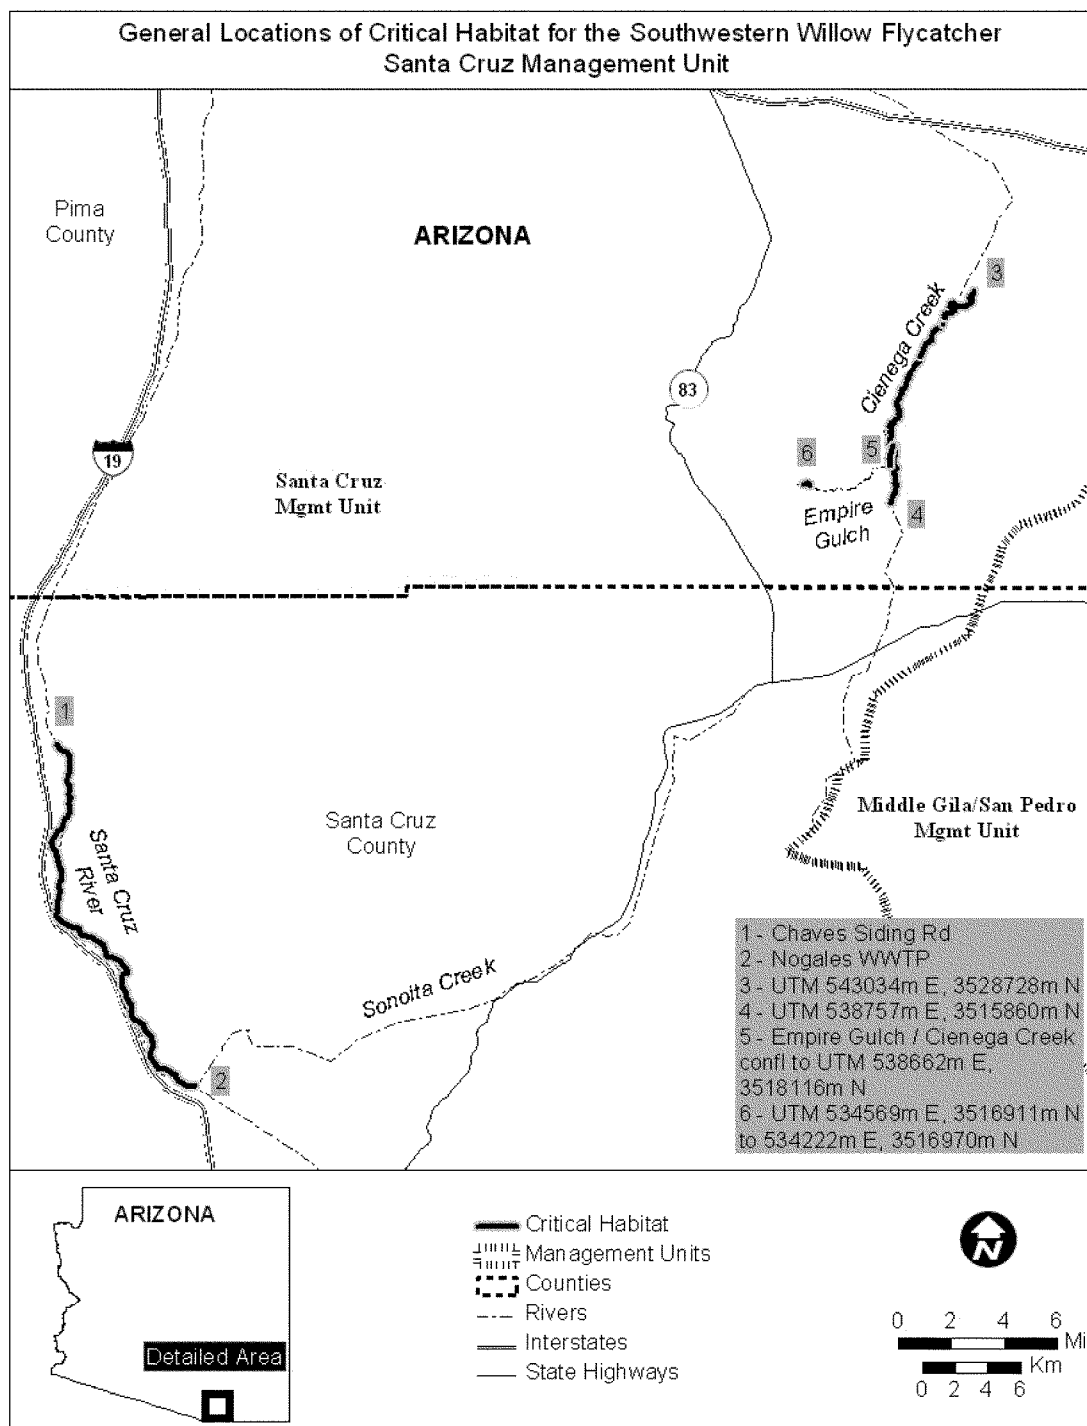 General Locations of Critical Habitat for the Southwestern Willow Flycatcher
Santa Cruz Management Unit
Pima
County
ARIZONA
3
Cienega Creek
83
19
6
5
Santa Cruz
Mgmt Unit
Empire
Gulch
4
1
Santa Cruz
River
Santa Cruz
County
Middle Gila/San Pedro
Mgmt Unit
Sonoita Creek
2
1 - Chaves Siding Rd
2 - Nogales WWTP
3 - UTM 543034m E, 3528728m N
4 - UTM 538757m E, 3515860m N
5 - Empire Gulch / Cienega Creek
confl to UTM 538662m E,
3518116m N
6 - UTM 534569m E, 3516911m N
to 534222m E, 3516970m N
ARIZONA
Detailed Area
Critical Habitat
Management Units
Counties
Rivers
Interstates
State Highways
N
0 2 4 6
Mi
Km
0 2 4 6